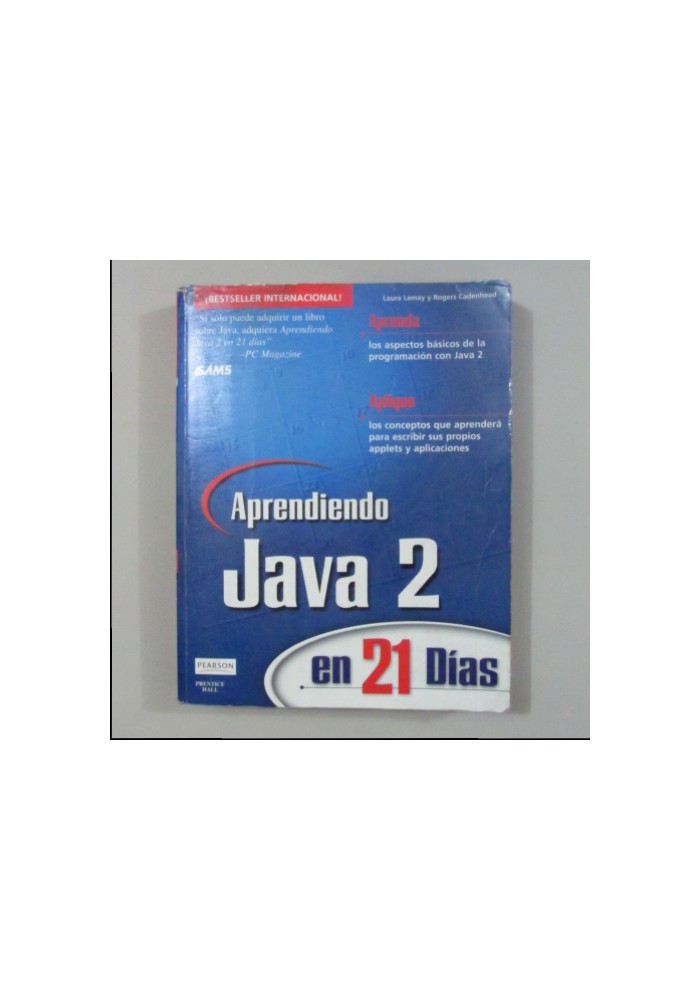 ¡BESTSELLER INTERNACIONAL!
Laura Lemay y Rogers Cadenhead
"Si sólo puede adquirir un libro
sobre Java, adquiera Aprendiendo
Java 2 en 21 días"
–PC Magazine
SAMS
Aprenda
los aspectos básicos de la
programación con Java 2
Aplique
los conceptos que aprenderá
para escribir sus propios
applets y aplicaciones
Aprendiendo
Java 2
en 21 Días
PEARSON
PRENTICE
HALL